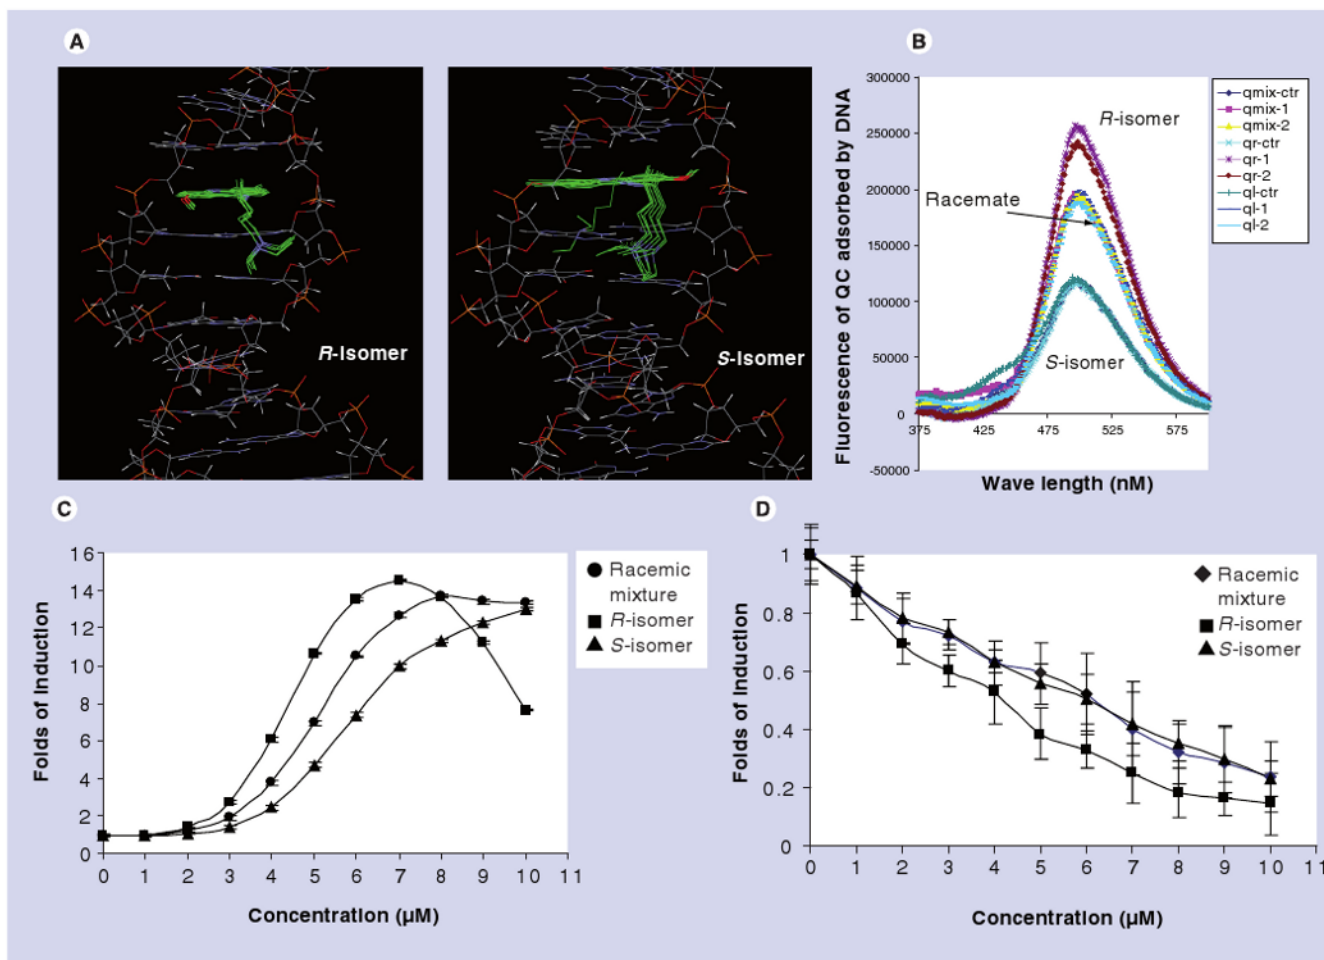 A
R-Isomer
S-Isomer
B
Fluorescence of QC adsorbed by DNA
300000
250000
200000
150000
100000
50000
0
-50000
375 425 475 525 575
Wave length (nM)
R-isomer
Racemate
S-isomer
qmix-ctr
qmix-1
qmix-2
qr-ctr
qr-1
qr-2
ql-ctr
ql-1
ql-2
C
Folds of Induction
16
14
12
10
8
6
4
2
0
0 1 2 3 4 5 6 7 8 9 10 11
Concentration (µM)
Racemic
mixture
R-isomer
S-isomer
D
Folds of Induction
1
0.8
0.6
0.4
0.2
0
0 1 2 3 4 5 6 7 8 9 10 11
Concentration (µM)
Racemic
mixture
R-isomer
S-isomer